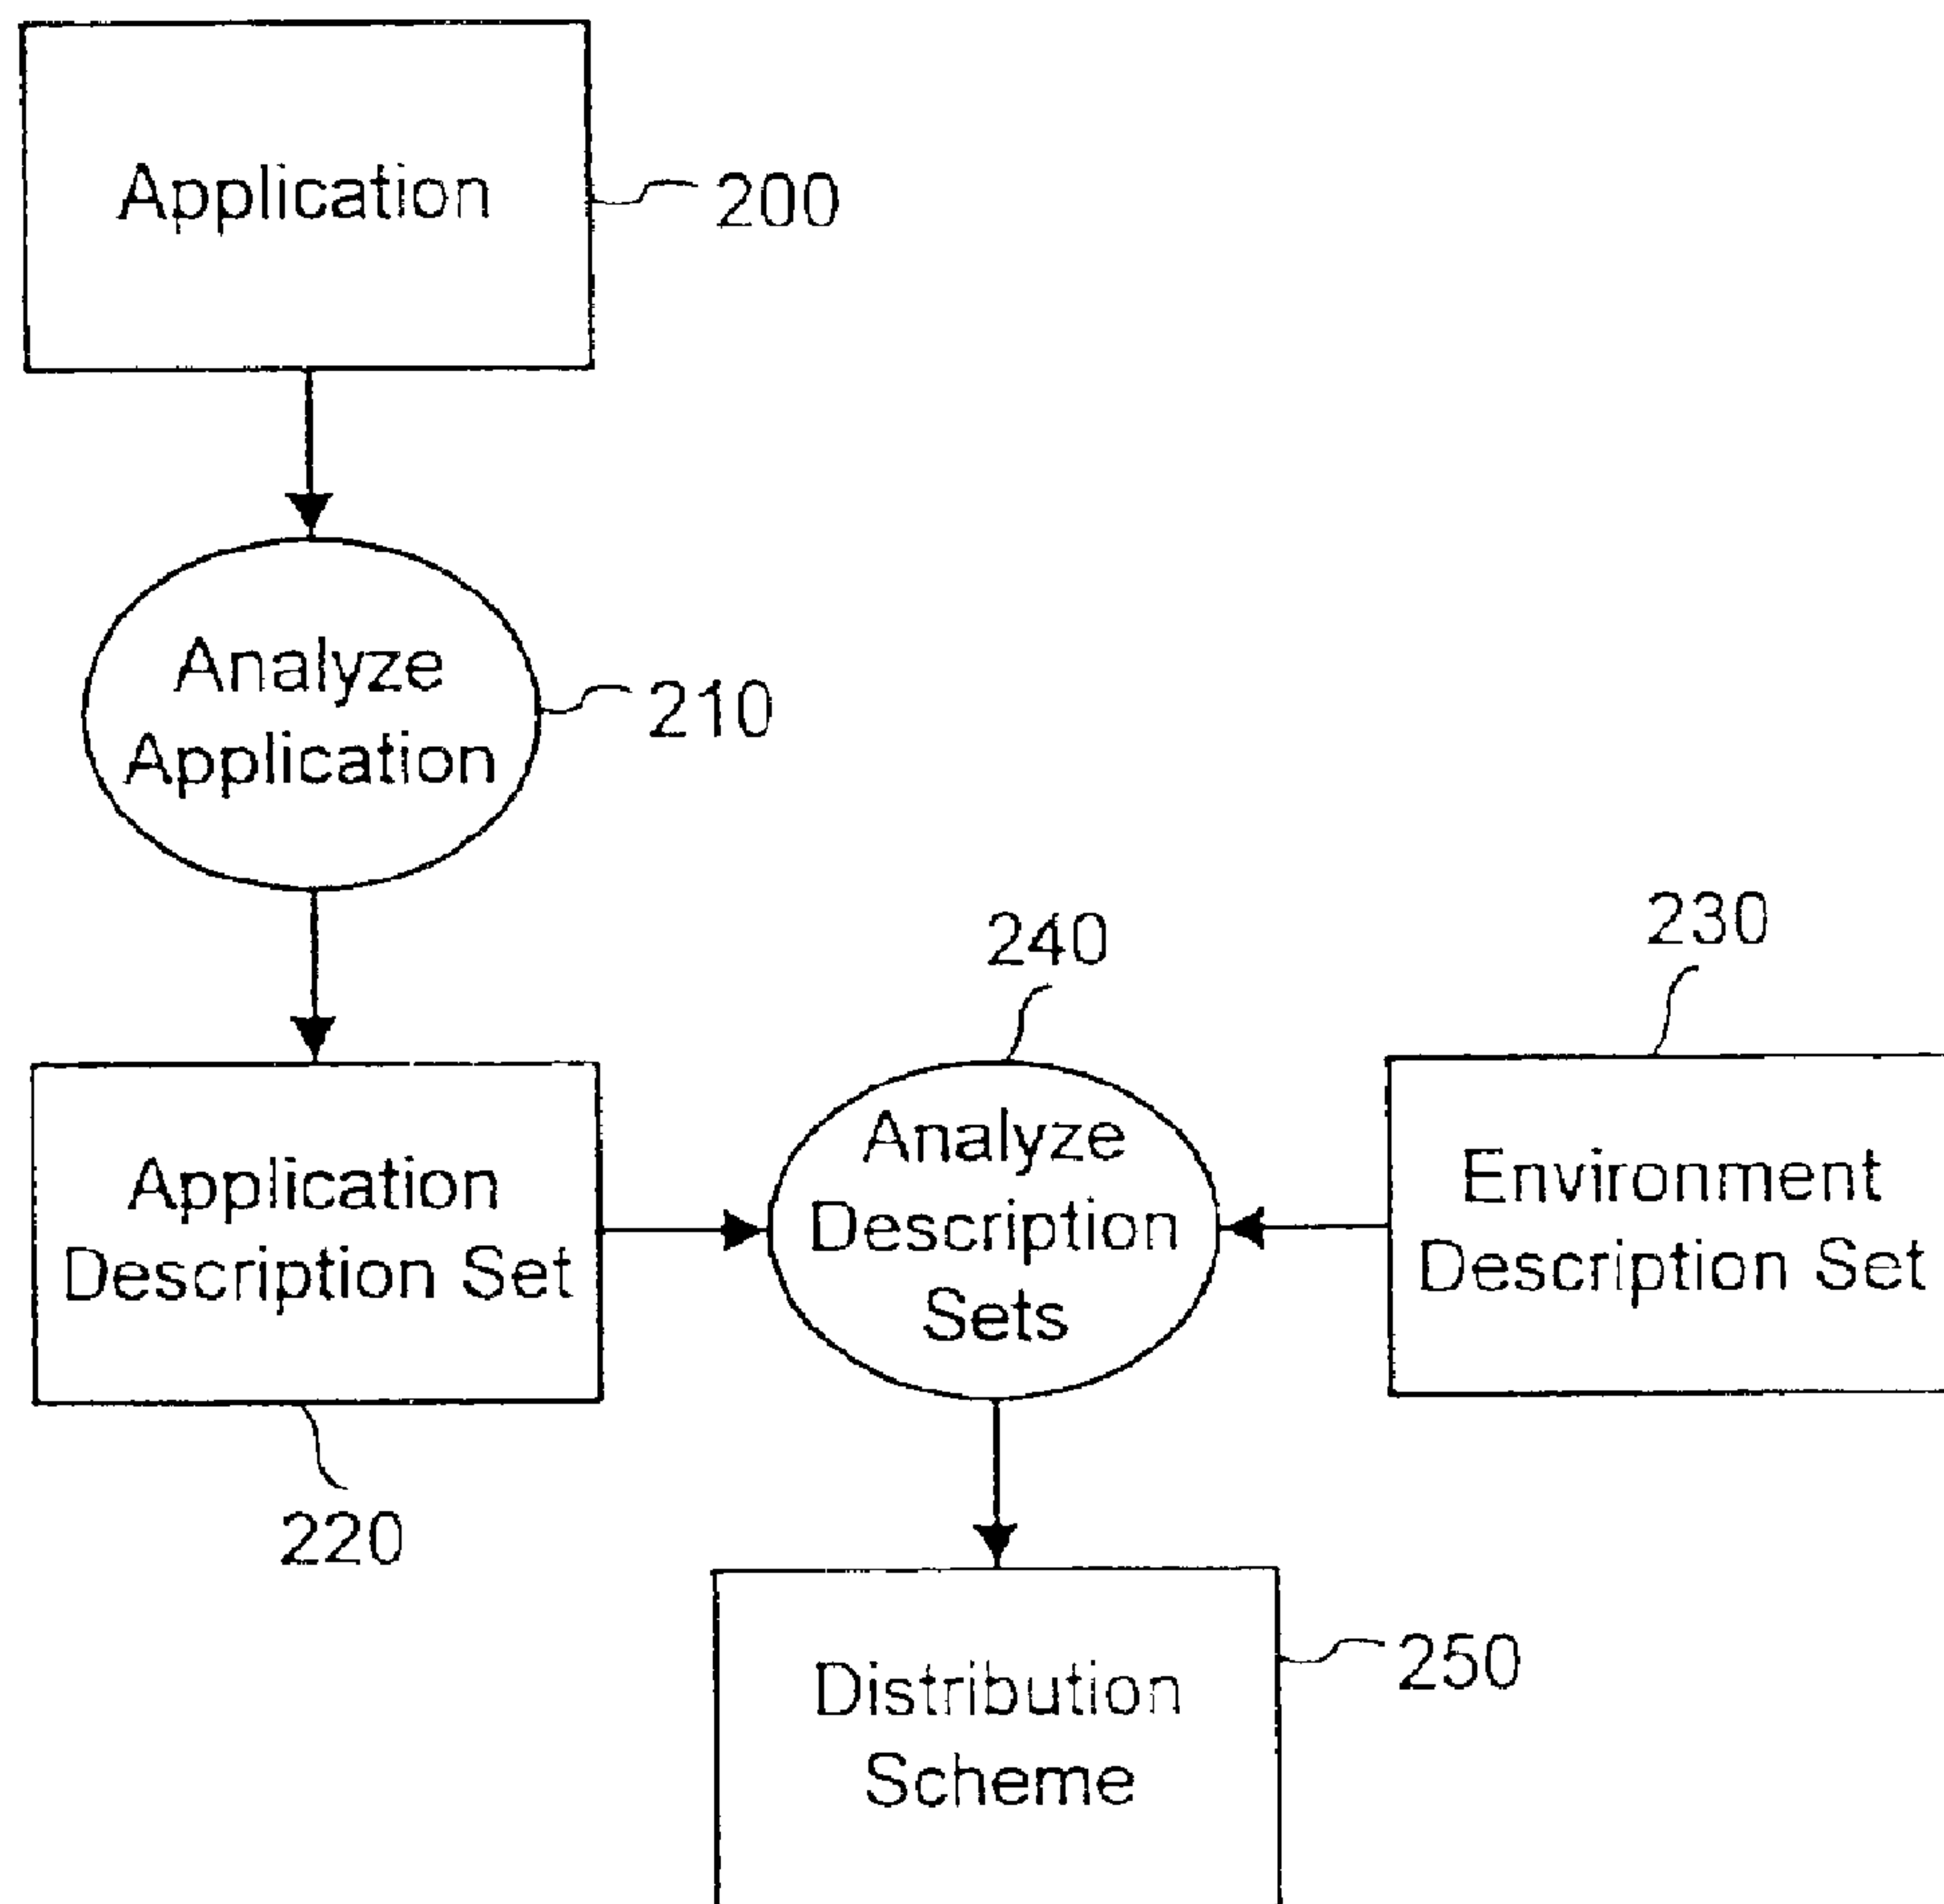 Application
200
Analyze
Application
210
240
230
Application
Description Set
Analyze
Description
Sets
Environment
Description Set
220
Distribution
Scheme
250